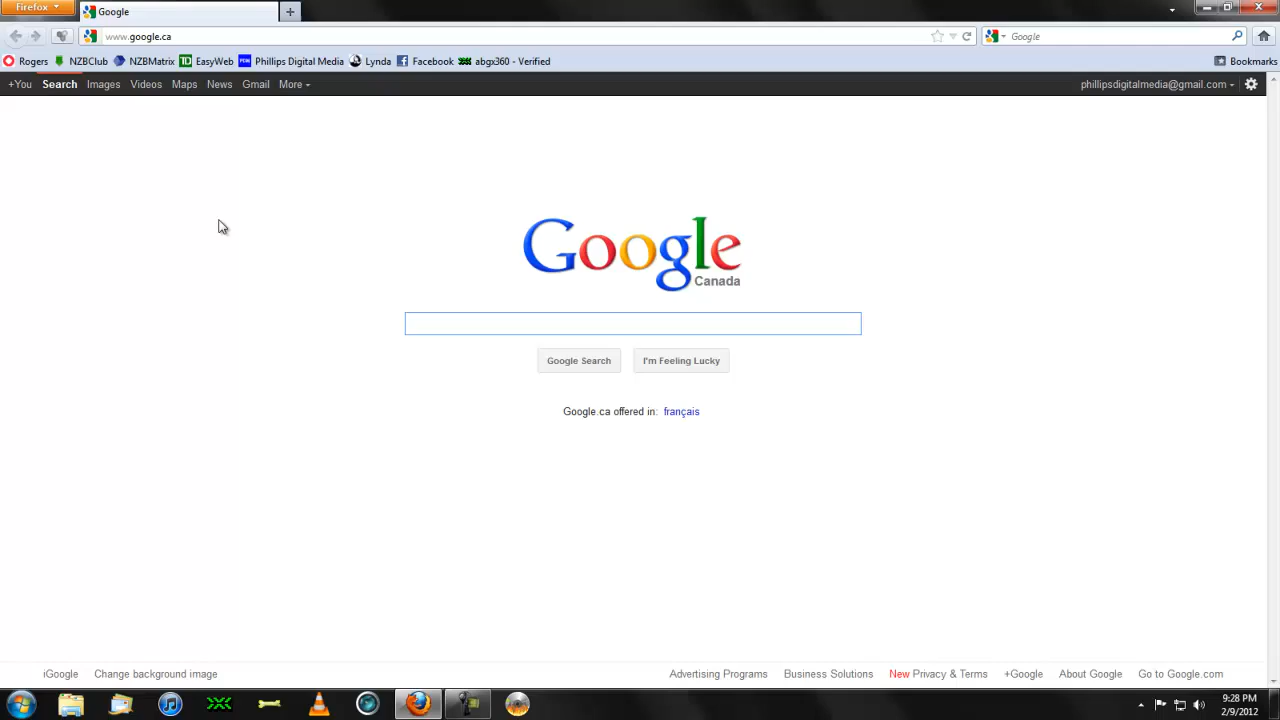 Firefox
Google
www.google.ca
Google
Rogers NZBClub NZBMatrix EasyWeb Phillips Digital Media Lynda Facebook abgx360 - Verified Bookmarks
+You Search Images Videos Maps News Gmail More phillipsdigitalmedia@gmail.com
Google
Canada
Google Search I'm Feeling Lucky
Google.ca offered in: français
iGoogle Change background image Advertising Programs Business Solutions New Privacy & Terms +Google About Google Go to Google.com
9:28 PM
2/9/2012